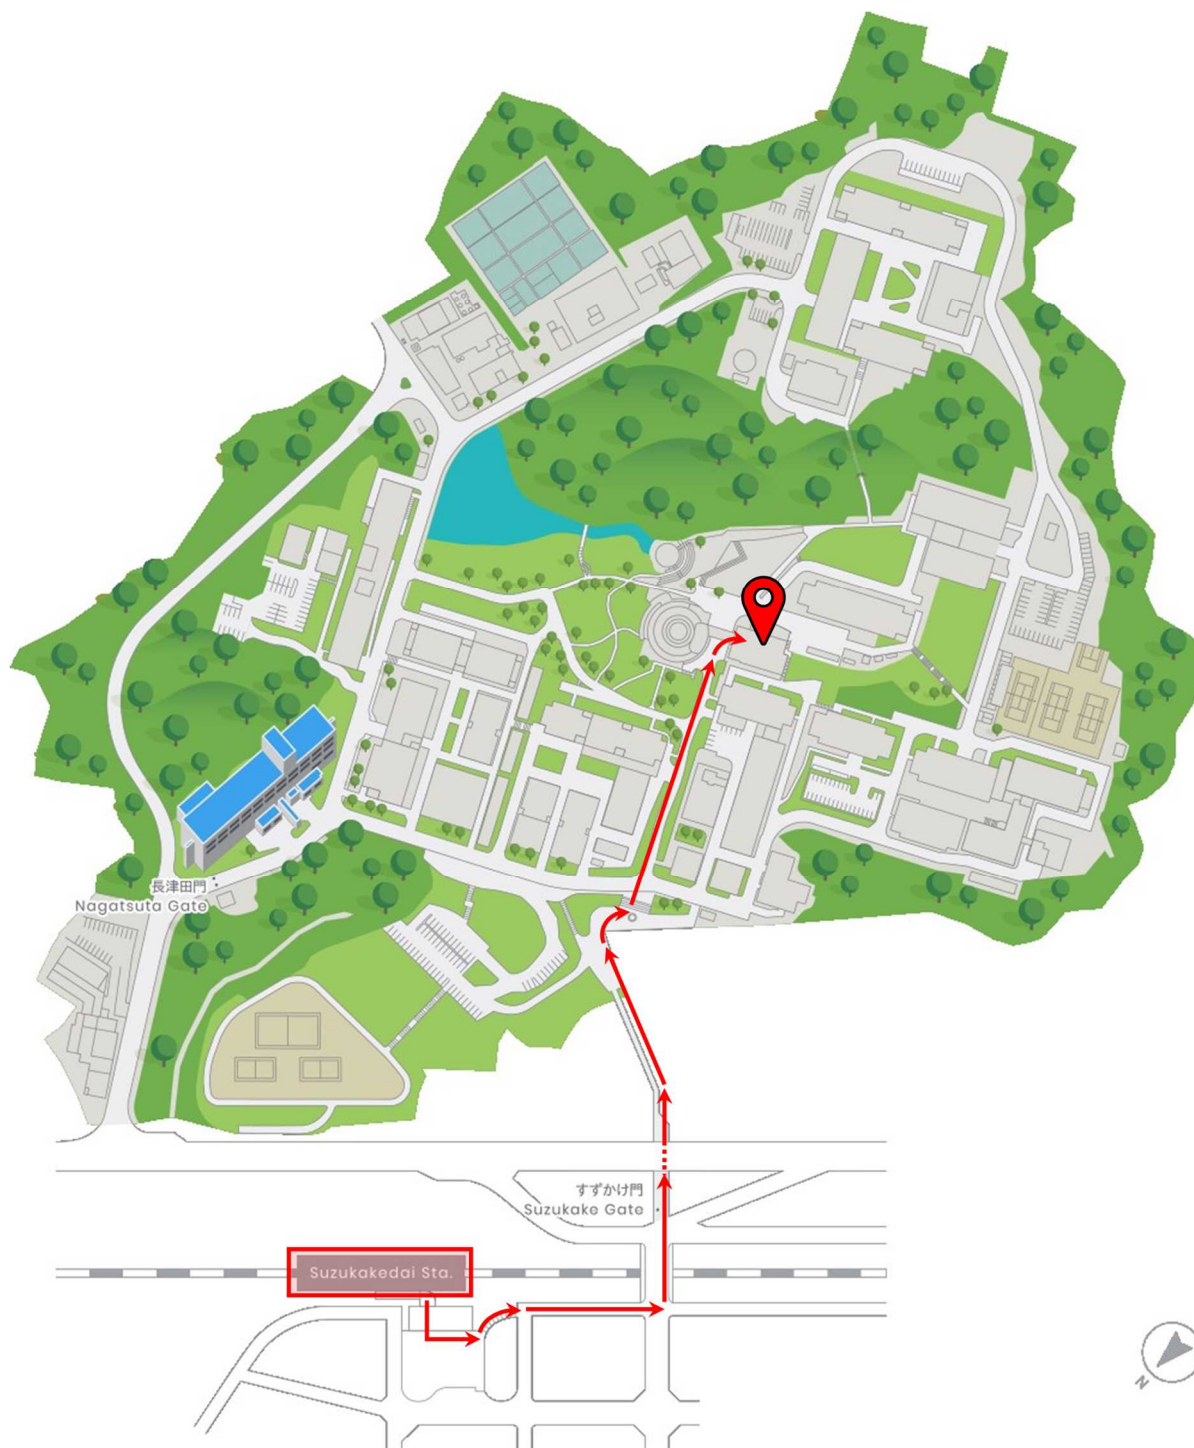 長津田門
Nagatsuta Gate
すずかけ門
Suzukake Gate
Suzukakedai Sta.
N